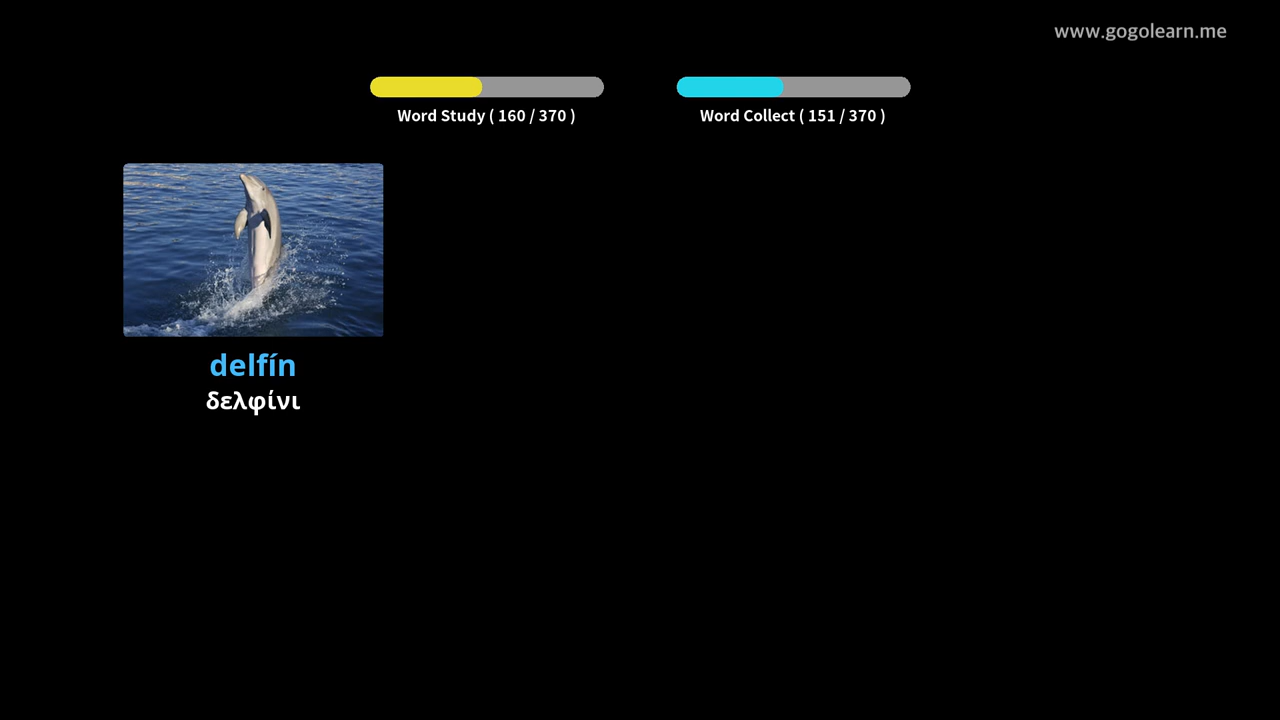 www.gogolearn.me
Word Study ( 160 / 370 )
Word Collect ( 151 / 370 )
delfín
δελφίνι